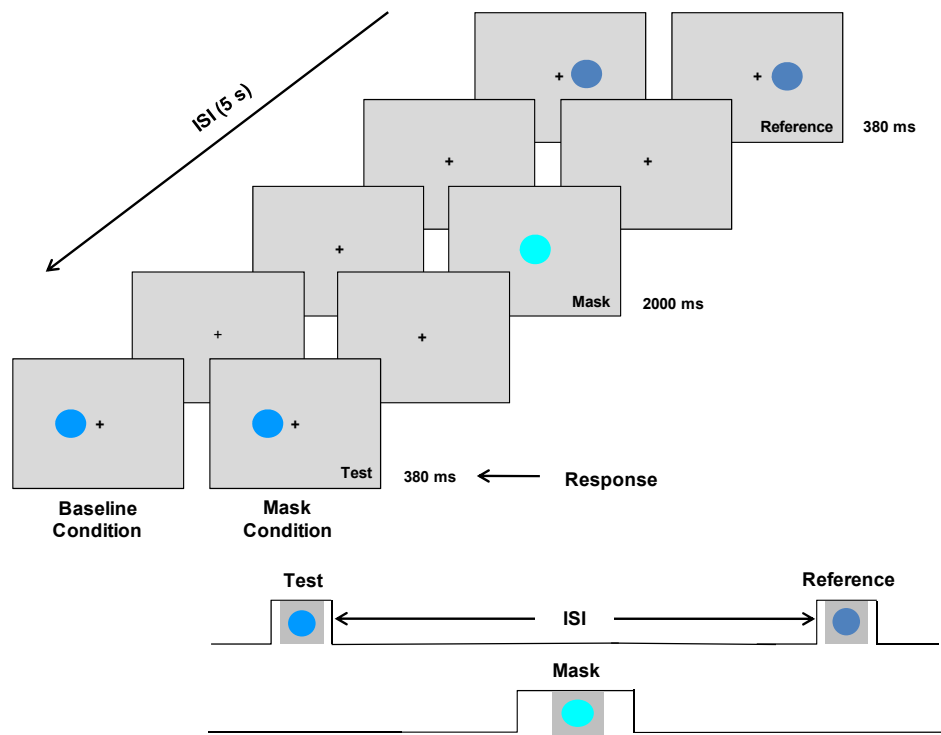 ISI (5 s)
+
+
Reference
380 ms
+
+
+
Mask
2000 ms
+
+
+
+
Test
380 ms
Response
Baseline
Condition
Mask
Condition
Test
Reference
ISI
Mask